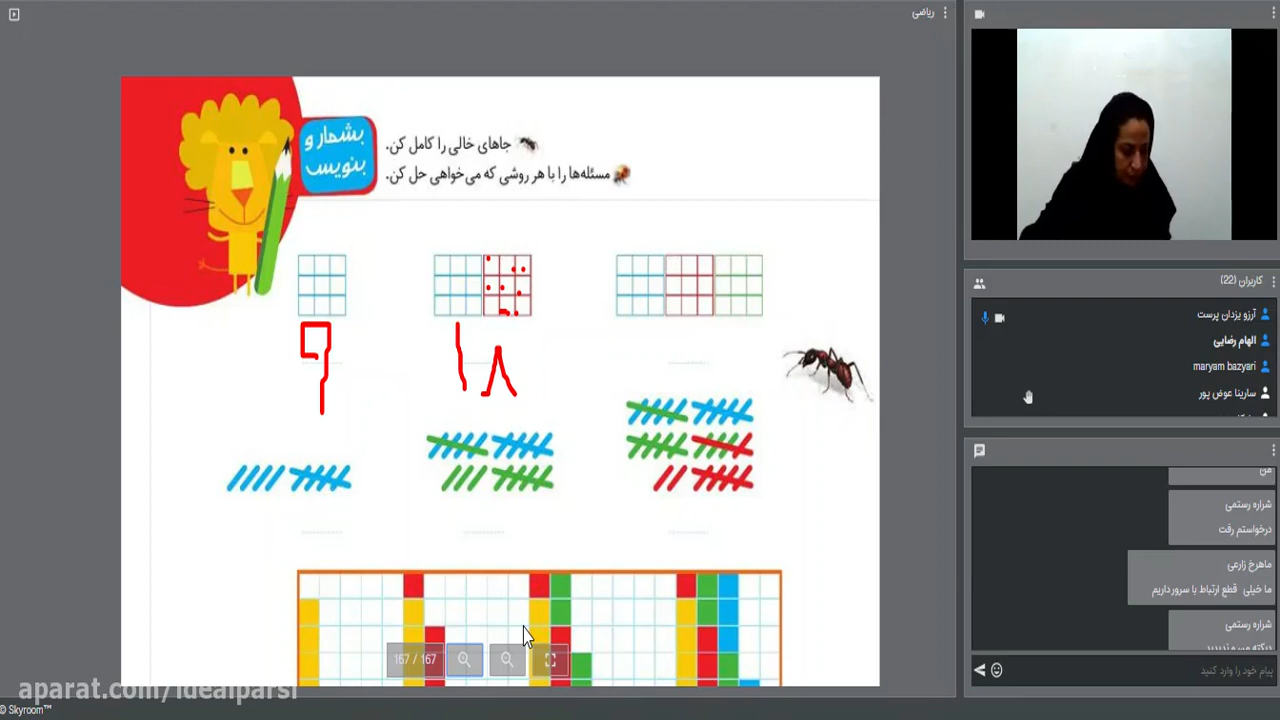 ریاضی
بشمار و
بنویس
جاهای خالی را کامل کن.
مسئله‌ها را با هر روشی که می‌خواهی حل کن.
۹
۱۸
167 / 167
کاربران (22)
آرزو یزدان پرست
الهام رضایی
maryam bazyari
سارینا عوض پور
من
شراره رستمی
درخواستم رفت
ماهرخ زارعی
ما خیلی قطع ارتباط با سرور داریم
شراره رستمی
پیام خود را وارد کنید
aparat.com/idealparsi
© Skyroom™